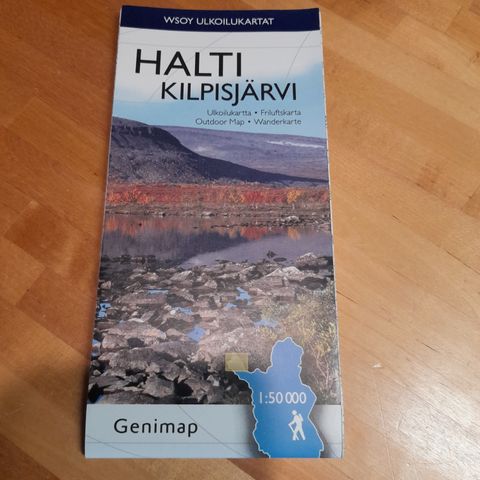 WSOY ULKOILUKARTAT
HALTI
KILPISJÄRVI
Ulkoilukartta • Friluftskarta
Outdoor Map • Wanderkarte
1:50 000
Genimap